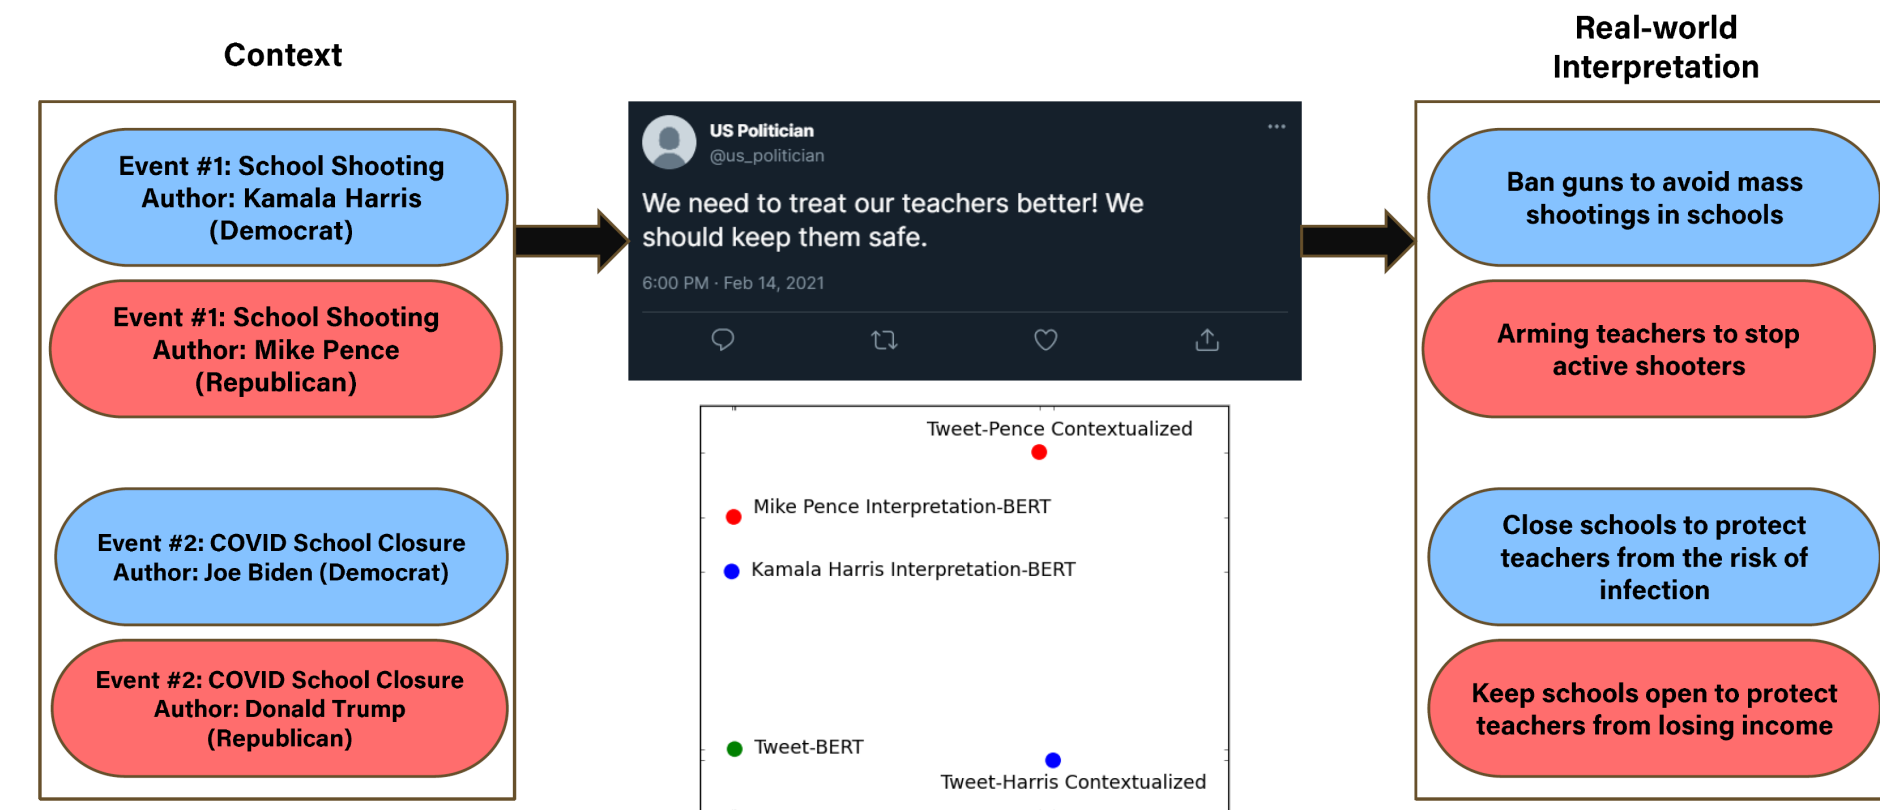 Context
Event #1: School Shooting
Author: Kamala Harris
(Democrat)
Event #1: School Shooting
Author: Mike Pence
(Republican)
Event #2: COVID School Closure
Author: Joe Biden (Democrat)
Event #2: COVID School Closure
Author: Donald Trump
(Republican)
US Politician
@us_politician
We need to treat our teachers better! We
should keep them safe.
6:00 PM · Feb 14, 2021
Tweet-Pence Contextualized
Mike Pence Interpretation-BERT
Kamala Harris Interpretation-BERT
Tweet-BERT
Tweet-Harris Contextualized
Real-world
Interpretation
Ban guns to avoid mass
shootings in schools
Arming teachers to stop
active shooters
Close schools to protect
teachers from the risk of
infection
Keep schools open to protect
teachers from losing income